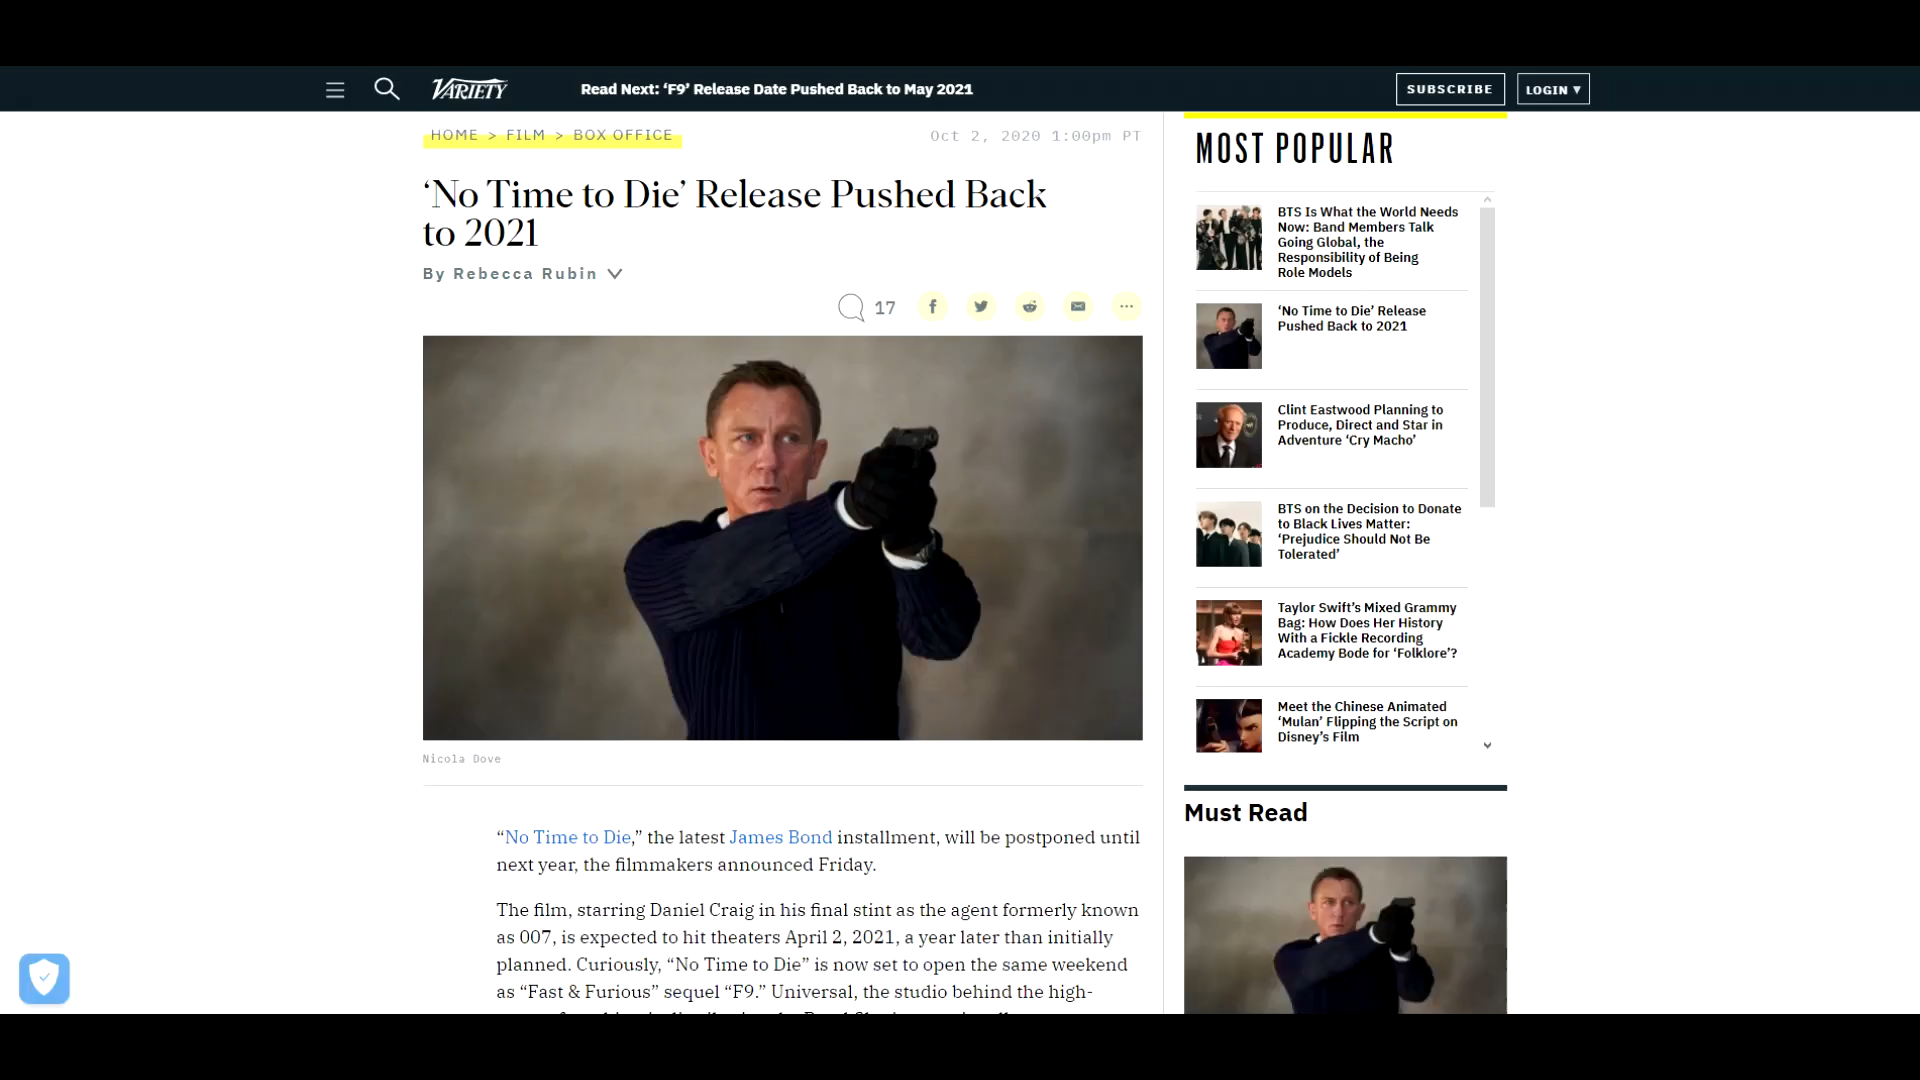 VARIETY
Read Next: ‘F9’ Release Date Pushed Back to May 2021
SUBSCRIBE
LOGIN ▾
HOME > FILM > BOX OFFICE
Oct 2, 2020 1:00pm PT
‘No Time to Die’ Release Pushed Back
to 2021
By Rebecca Rubin
17
Nicola Dove
“No Time to Die,” the latest James Bond installment, will be postponed until
next year, the filmmakers announced Friday.
The film, starring Daniel Craig in his final stint as the agent formerly known
as 007, is expected to hit theaters April 2, 2021, a year later than initially
planned. Curiously, “No Time to Die” is now set to open the same weekend
as “Fast & Furious” sequel “F9.” Universal, the studio behind the high-
MOST POPULAR
BTS Is What the World Needs
Now: Band Members Talk
Going Global, the
Responsibility of Being
Role Models
‘No Time to Die’ Release
Pushed Back to 2021
Clint Eastwood Planning to
Produce, Direct and Star in
Adventure ‘Cry Macho’
BTS on the Decision to Donate
to Black Lives Matter:
‘Prejudice Should Not Be
Tolerated’
Taylor Swift’s Mixed Grammy
Bag: How Does Her History
With a Fickle Recording
Academy Bode for ‘Folklore’?
Meet the Chinese Animated
‘Mulan’ Flipping the Script on
Disney’s Film
Must Read